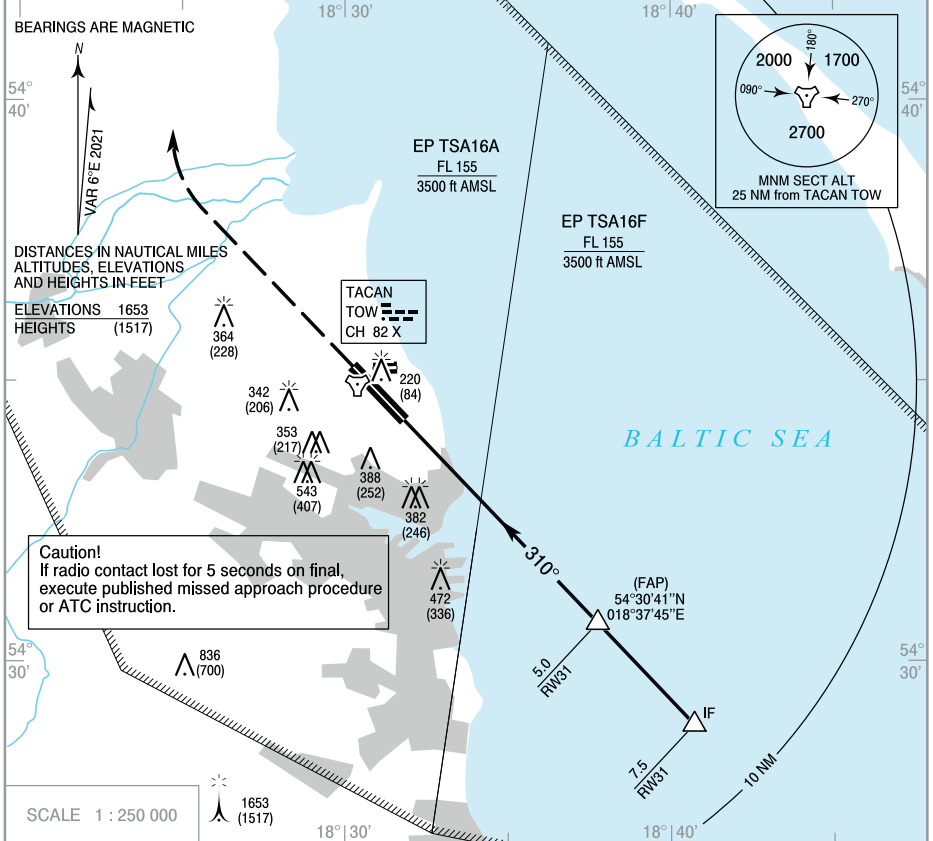 18°30'
18°40'
BEARINGS ARE MAGNETIC
N
VAR 6°E 2021
54°
40'
54°
40'
180°
2000
1700
090°
270°
2700
MNM SECT ALT
25 NM from TACAN TOW
EP TSA16A
FL 155
3500 ft AMSL
EP TSA16F
FL 155
3500 ft AMSL
DISTANCES IN NAUTICAL MILES
ALTITUDES, ELEVATIONS
AND HEIGHTS IN FEET
ELEVATIONS 1653
HEIGHTS (1517)
TACAN
TOW
CH 82 X
364
(228)
220
(84)
342
(206)
353
(217)
543
(407)
388
(252)
382
(246)
BALTIC SEA
Caution!
If radio contact lost for 5 seconds on final,
execute published missed approach procedure
or ATC instruction.
472
(336)
310°
(FAP)
54°30'41"N
018°37'45"E
5.0
RW31
IF
7.5
RW31
10 NM
836
(700)
54°
30'
54°
30'
1653
(1517)
SCALE 1 : 250 000
18°30'
18°40'